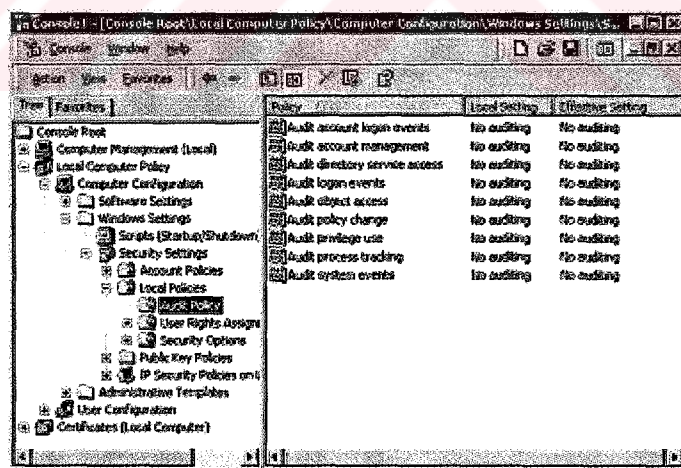 Console1 - [Console Root\Local Computer Policy\Computer Configuration\Windows Settings\S...
Console Window Help
Action View Favorites
Tree Favorites
Policy Local Setting Effective Setting
Console Root
Computer Management (Local)
Local Computer Policy
Computer Configuration
Software Settings
Windows Settings
Scripts (Startup/Shutdown)
Security Settings
Account Policies
Local Policies
Audit Policy
User Rights Assignm
Security Options
Public Key Policies
IP Security Policies on L
Administrative Templates
User Configuration
Certificates (Local Computer)
Audit account logon events No auditing No auditing
Audit account management No auditing No auditing
Audit directory service access No auditing No auditing
Audit logon events No auditing No auditing
Audit object access No auditing No auditing
Audit policy change No auditing No auditing
Audit privilege use No auditing No auditing
Audit process tracking No auditing No auditing
Audit system events No auditing No auditing